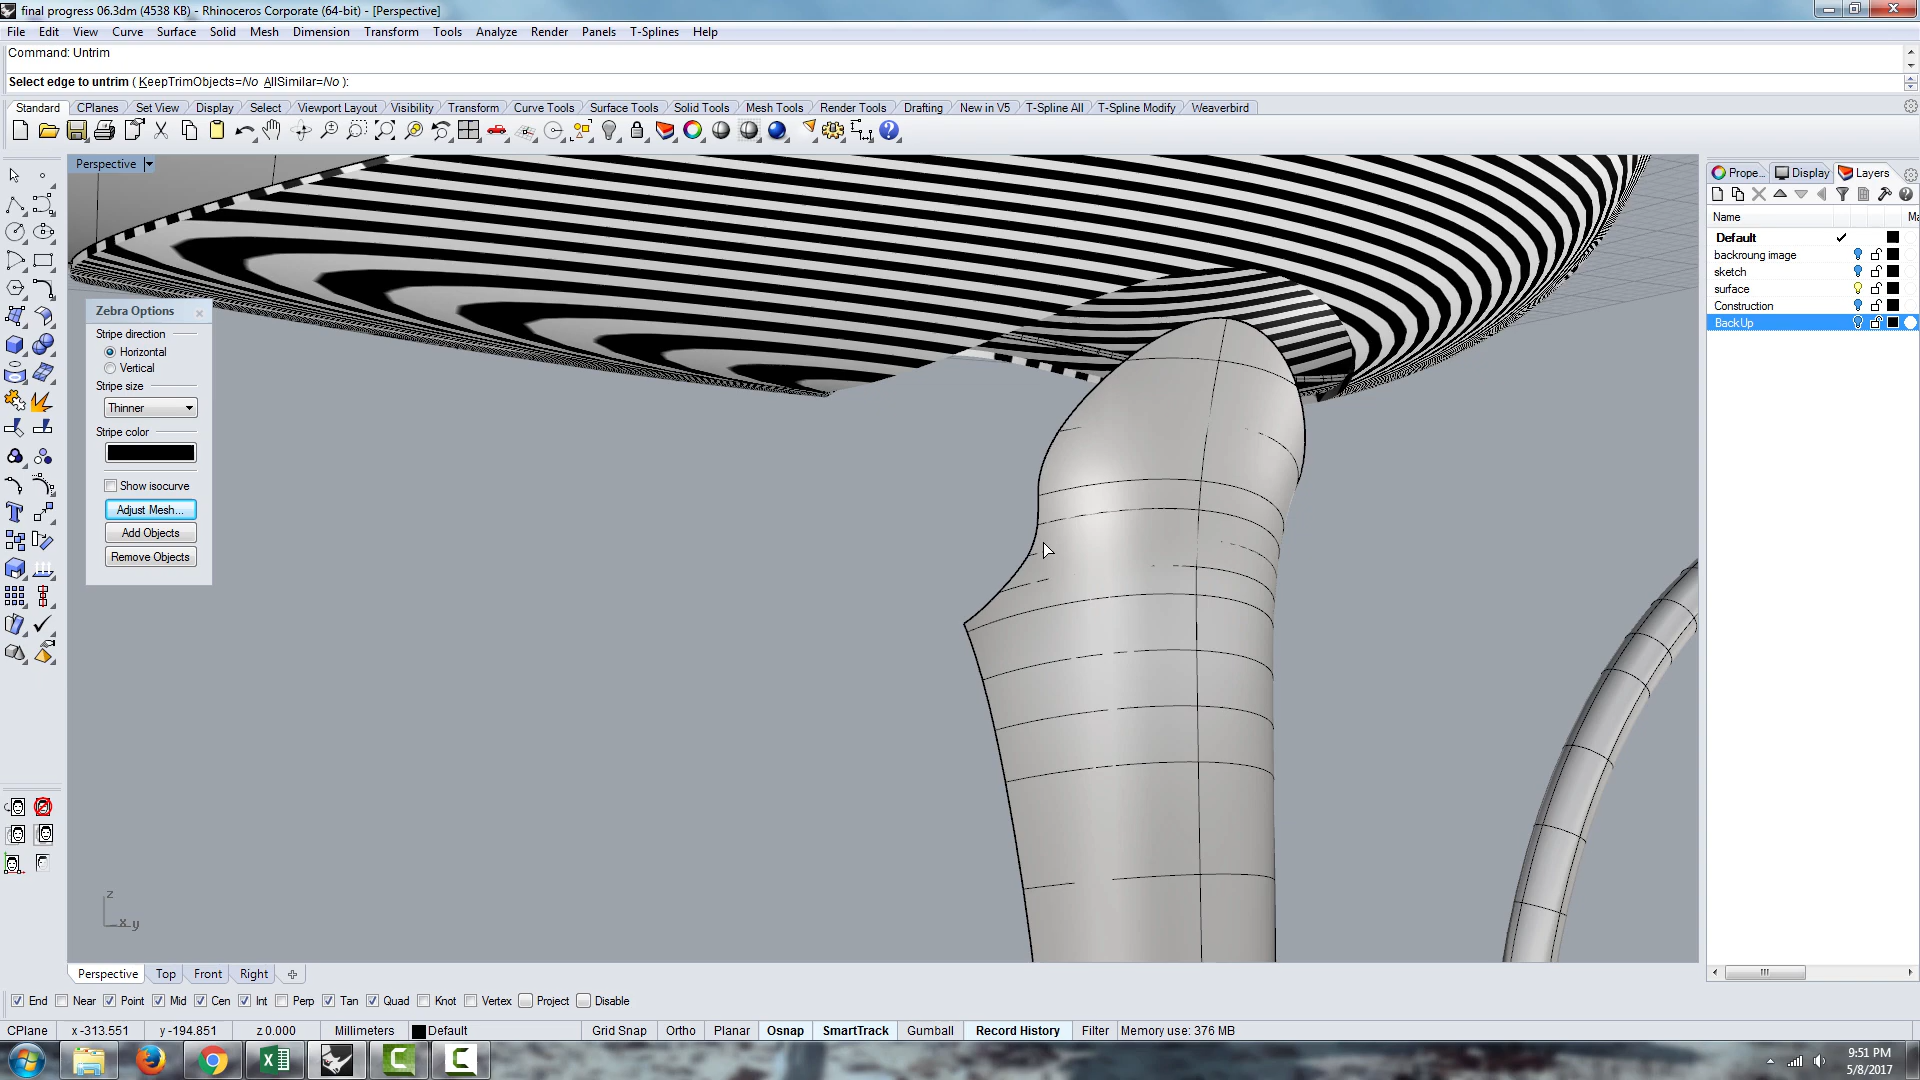 final progress 06.3dm (4538 KB) - Rhinoceros Corporate (64-bit) - [Perspective]
File Edit View Curve Surface Solid Mesh Dimension Transform Tools Analyze Render Panels T-Splines Help
Command: Untrim
Select edge to untrim ( KeepTrimObjects=No AllSimilar=No ):
Standard CPlanes Set View Display Select Viewport Layout Visibility Transform Curve Tools Surface Tools Solid Tools Mesh Tools Render Tools Drafting New in V5 T-Spline All T-Spline Modify Weaverbird
Perspective
Prope... Display Layers
Name
Default
backroung image
sketch
surface
Construction
BackUp
Zebra Options
Stripe direction
Horizontal
Vertical
Stripe size
Thinner
Stripe color
Show isocurve
Adjust Mesh...
Add Objects
Remove Objects
z
x y
Perspective Top Front Right
End Near Point Mid Cen Int Perp Tan Quad Knot Vertex Project Disable
CPlane x -313.551 y -194.851 z 0.000 Millimeters Default Grid Snap Ortho Planar Osnap SmartTrack Gumball Record History Filter Memory use: 376 MB
9:51 PM
5/8/2017